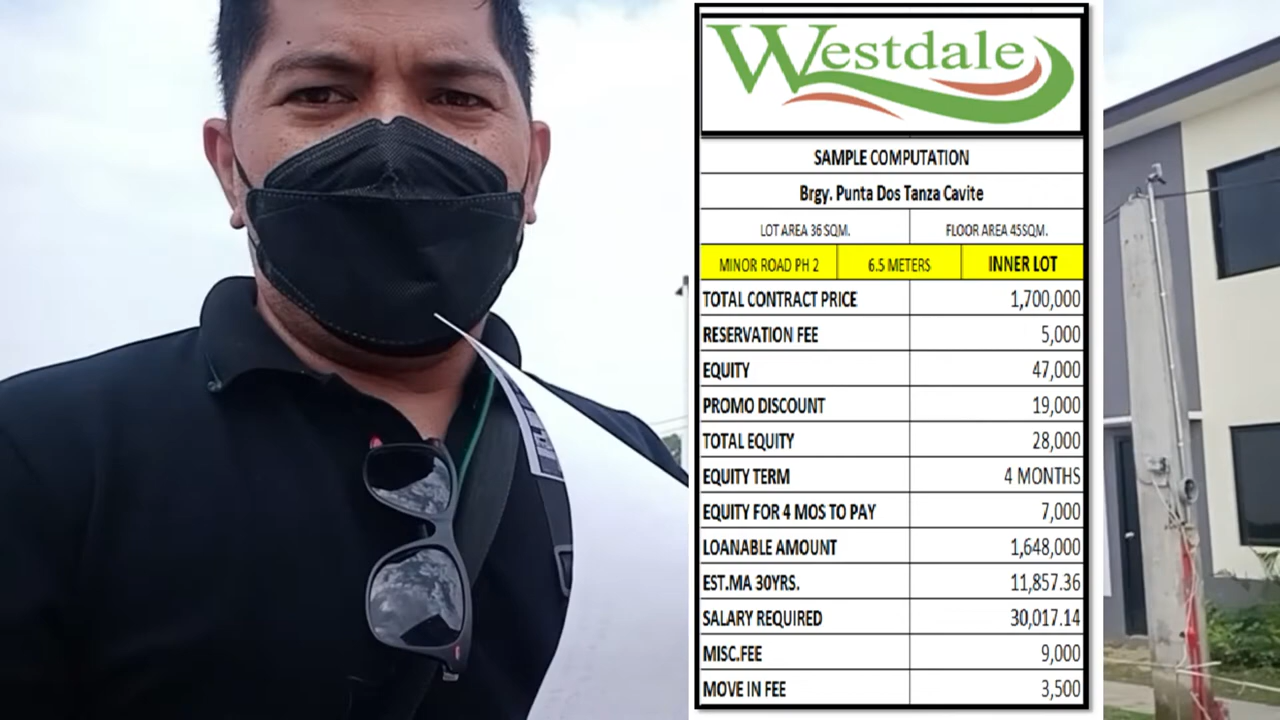 Westdale
SAMPLE COMPUTATION
Brgy. Punta Dos Tanza Cavite
LOT AREA 36 SQM. FLOOR AREA 45SQM.
MINOR ROAD PH 2 6.5 METERS INNER LOT
TOTAL CONTRACT PRICE 1,700,000
RESERVATION FEE 5,000
EQUITY 47,000
PROMO DISCOUNT 19,000
TOTAL EQUITY 28,000
EQUITY TERM 4 MONTHS
EQUITY FOR 4 MOS TO PAY 7,000
LOANABLE AMOUNT 1,648,000
EST.MA 30YRS. 11,857.36
SALARY REQUIRED 30,017.14
MISC.FEE 9,000
MOVE IN FEE 3,500